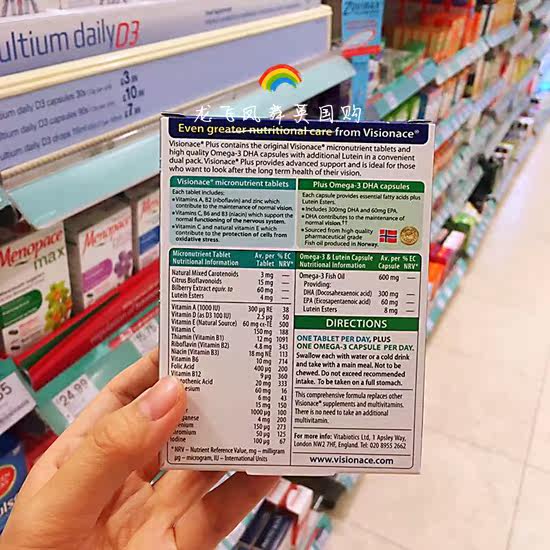 ultium daily D3
龙飞凤舞英国购
Even greater nutritional care from Visionace®
Visionace® Plus contains the original Visionace® micronutrient tablets and
high quality Omega-3 DHA capsules with additional Lutein in a convenient
dual pack. Visionace® Plus provides advanced support and is ideal for those
who want to look after the long term health of their vision.
Visionace® micronutrient tablets
Each tablet includes:
• Vitamins A, B2 (riboflavin) and zinc which
contribute to the maintenance of normal vision.
• Vitamins C, B6 and B3 (niacin) which support the
normal functioning of the nervous system.
• Vitamin C and natural vitamin E which
contribute to the protection of cells from
oxidative stress.
Plus Omega-3 DHA capsules
Each capsule provides essential fatty acids plus
Lutein Esters.
• Includes 300mg DHA and 60mg EPA.
• DHA contributes to the maintenance of
normal vision.††
• Sourced from high quality
pharmaceutical grade
Fish oil produced in Norway.
Micronutrient Tablet Av. per % EC
Nutritional Information Tablet NRV*
Natural Mixed Carotenoids 3 mg —
Citrus Bioflavonoids 15 mg —
Bilberry Extract equiv. to 60 mg —
Lutein Esters 4 mg —
Vitamin A (1000 IU) 300 µg RE 38
Vitamin D (as D3 100 IU) 2.5 µg 50
Vitamin E (Natural Source) 60 mg α-TE 500
Vitamin C 150 mg 188
Thiamin (Vitamin B1) 12 mg 1091
Riboflavin (Vitamin B2) 4.8 mg 343
Niacin (Vitamin B3) 18 mg NE 113
Vitamin B6 10 mg 714
Folic Acid 400 µg 200
Vitamin B12 9 µg 360
tothenic Acid 20 mg 333
esium 60 mg 16
6 mg 43
15 mg 150
1000 µg 100
ganese 4 mg 200
enium 150 µg 273
romium 50 µg 125
odine 100 µg 67
*NRV – Nutrient Reference Value, mg – milligram
µg – microgram, IU – International Units
Omega-3 & Lutein Capsule Av. per % EC
Nutritional Information Capsule NRV*
Omega-3 Fish Oil 600 mg —
Providing:
DHA (Docosahexaenoic acid) 300 mg —
EPA (Eicosapentaenoic acid) 60 mg —
Lutein Esters 8 mg —
DIRECTIONS
ONE TABLET PER DAY, PLUS
ONE OMEGA-3 CAPSULE PER DAY.
Swallow each with water or a cold drink
and take with a main meal. Not to be
chewed. Do not exceed recommended
intake. To be taken on a full stomach.
This comprehensive formula replaces other
Visionace® supplements and multivitamins.
There is no need to take an additional
multivitamin.
For more info: Vitabiotics Ltd, 1 Apsley Way,
London NW2 7HF, England. Tel: 020 8955 2662
www.visionace.com
Menopace
max
Menopace
24.99